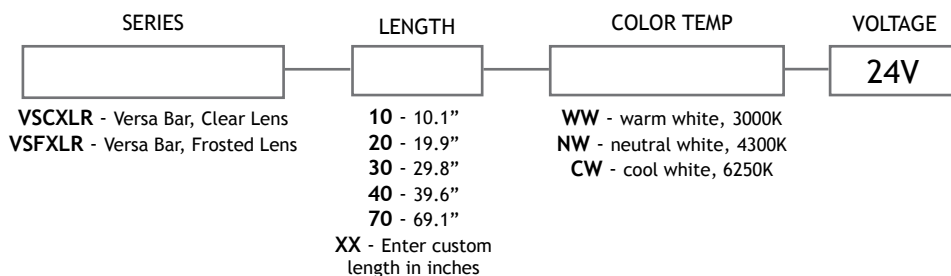 SERIES
LENGTH
COLOR TEMP
VOLTAGE
24V
VSCXLR - Versa Bar, Clear Lens
VSFXLR - Versa Bar, Frosted Lens
10 - 10.1”
20 - 19.9”
30 - 29.8”
40 - 39.6”
70 - 69.1”
XX - Enter custom
length in inches
WW - warm white, 3000K
NW - neutral white, 4300K
CW - cool white, 6250K